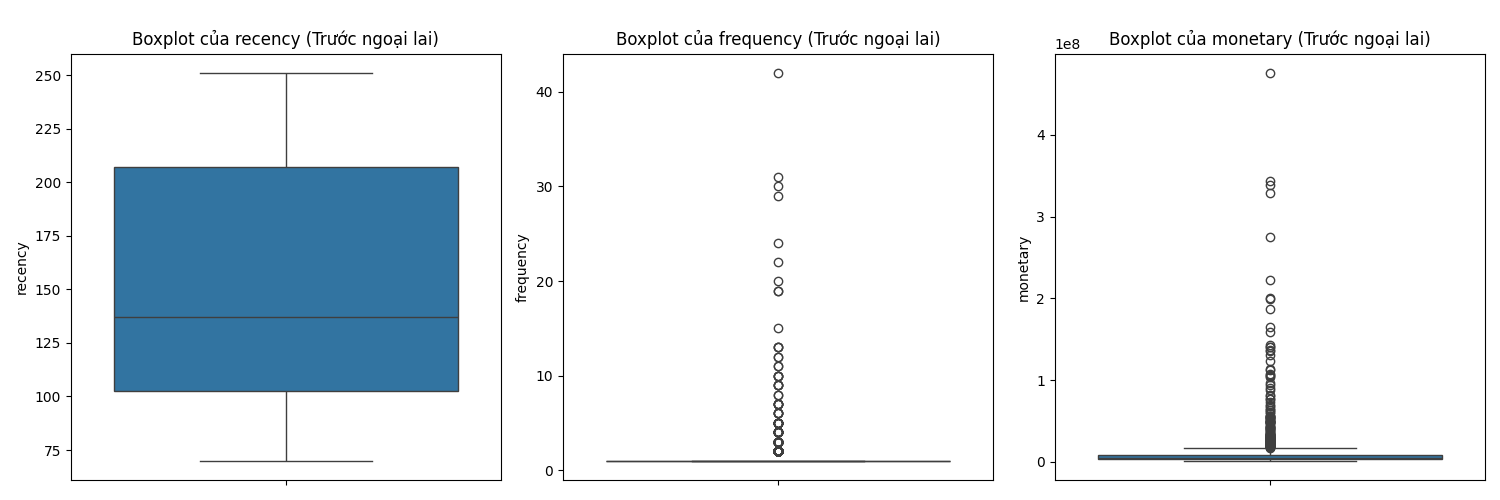 Boxplot của recency (Trước ngoại lai)
recency
250
225
200
175
150
125
100
75
Boxplot của frequency (Trước ngoại lai)
frequency
40
30
20
10
0
Boxplot của monetary (Trước ngoại lai)
1e8
monetary
4
3
2
1
0